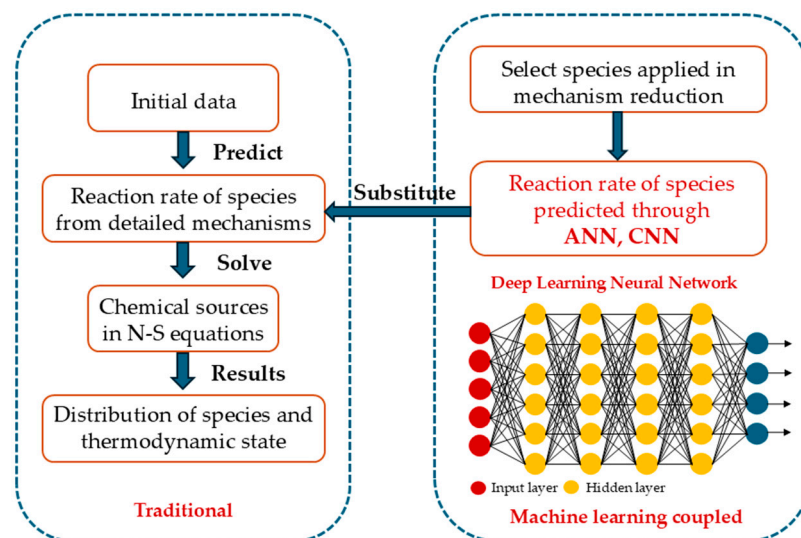 Initial data
Predict
Reaction rate of species
from detailed mechanisms
Solve
Chemical sources
in N-S equations
Results
Distribution of species and
thermodynamic state
Traditional
Substitute
Select species applied in
mechanism reduction
Reaction rate of species
predicted through
ANN, CNN
Deep Learning Neural Network
Input layer Hidden layer
Machine learning coupled